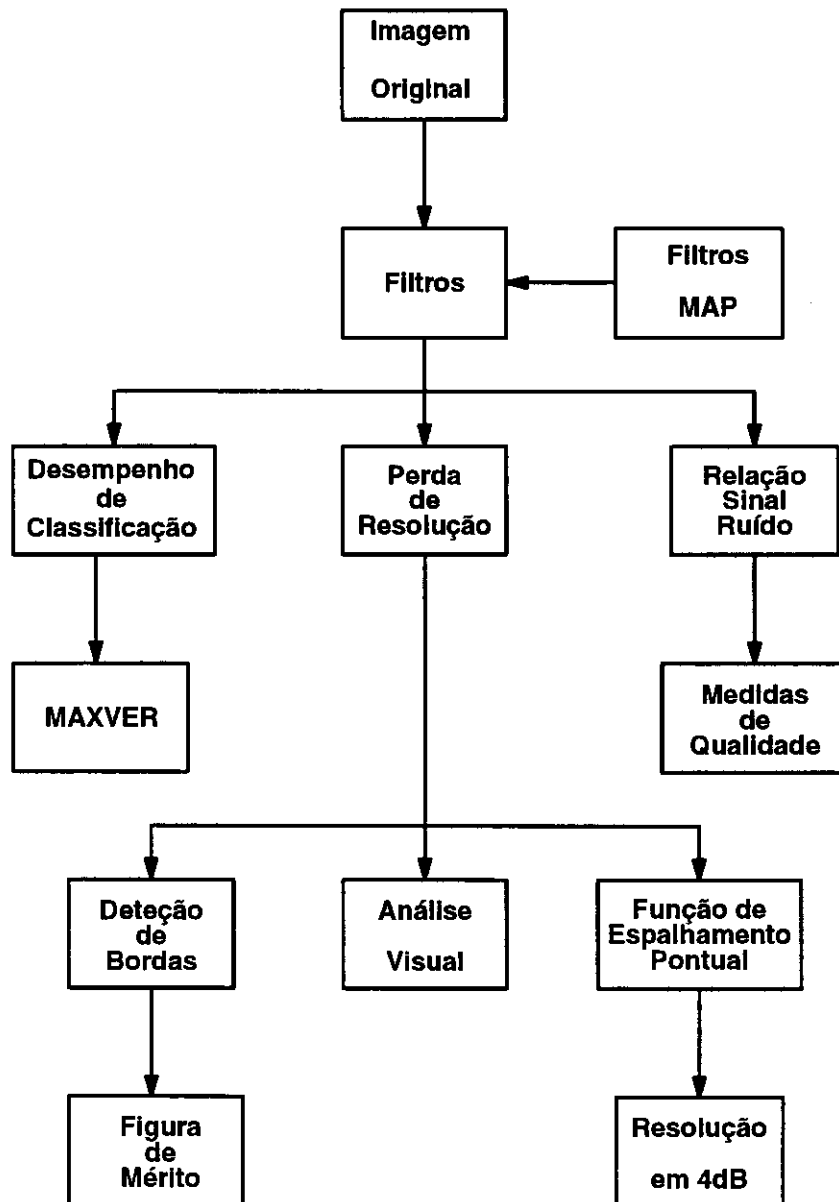 Imagem
Original
Filtros
Filtros
MAP
Desempenho
de
Classificação
Perda
de
Resolução
Relação
Sinal
Ruído
MAXVER
Medidas
de
Qualidade
Deteção
de
Bordas
Análise
Visual
Função de
Espalhamento
Pontual
Figura
de
Mérito
Resolução
em 4dB